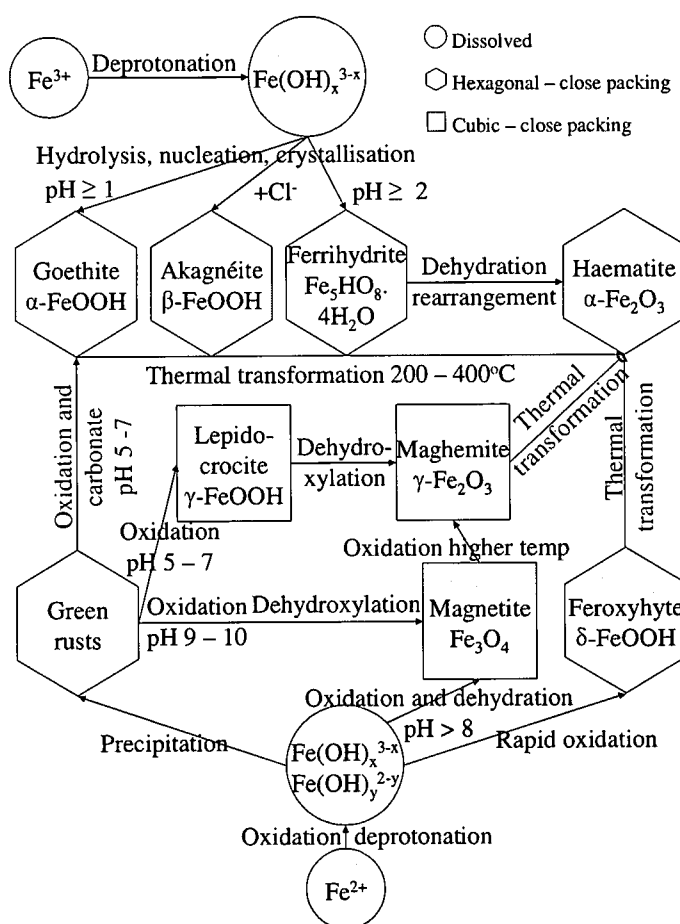 Dissolved
Fe³⁺
Deprotonation
Fe(OH)ₓ³⁻ˣ
Hexagonal – close packing
Cubic – close packing
Hydrolysis, nucleation, crystallisation
pH ≥ 1
+Cl⁻
pH ≥ 2
Goethite
α-FeOOH
Akagnéite
β-FeOOH
Ferrihydrite
Fe₅HO₈.
4H₂O
Dehydration
rearrangement
Haematite
α-Fe₂O₃
Thermal transformation 200 – 400°C
Oxidation and
carbonate
pH 5 -7
Lepido-
crocite
γ-FeOOH
Dehydro-
xylation
Maghemite
γ-Fe₂O₃
Thermal
transformation
Thermal
transformation
Oxidation
pH 5 – 7
Oxidation higher temp
Green
rusts
Oxidation Dehydroxylation
pH 9 – 10
Magnetite
Fe₃O₄
Feroxyhyte
δ-FeOOH
Oxidation and dehydration
pH > 8
Precipitation
Rapid oxidation
Fe(OH)ₓ³⁻ˣ
Fe(OH)ᵧ²⁻ʸ
Oxidation deprotonation
Fe²⁺